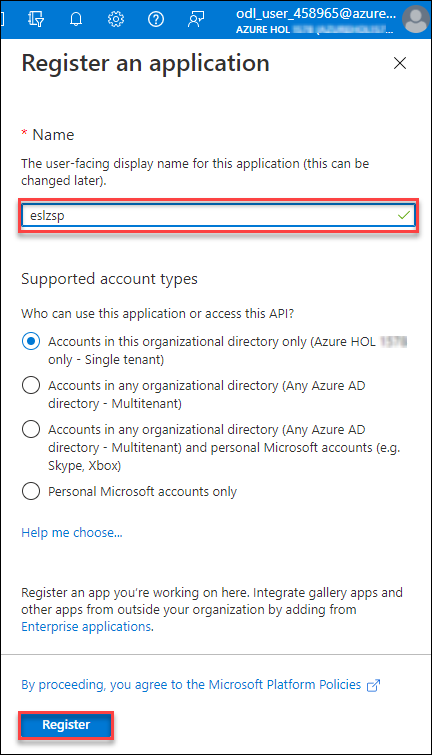 odl_user_458965@azure...
AZURE HOL
Register an application
* Name
The user-facing display name for this application (this can be
changed later).
eslzsp
Supported account types
Who can use this application or access this API?
Accounts in this organizational directory only (Azure HOL
only - Single tenant)
Accounts in any organizational directory (Any Azure AD
directory - Multitenant)
Accounts in any organizational directory (Any Azure AD
directory - Multitenant) and personal Microsoft accounts (e.g.
Skype, Xbox)
Personal Microsoft accounts only
Help me choose...
Register an app you're working on here. Integrate gallery apps and
other apps from outside your organization by adding from
Enterprise applications.
By proceeding, you agree to the Microsoft Platform Policies
Register